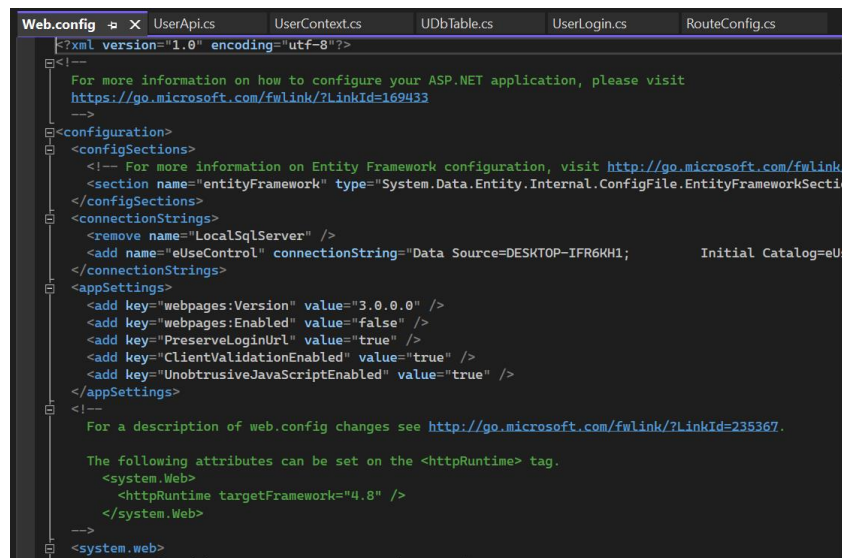 Web.config UserApi.cs UserContext.cs UDbTable.cs UserLogin.cs RouteConfig.cs
<?xml version="1.0" encoding="utf-8"?>
<!--
For more information on how to configure your ASP.NET application, please visit
https://go.microsoft.com/fwlink/?LinkId=169433
-->
<configuration>
<configSections>
<!-- For more information on Entity Framework configuration, visit http://go.microsoft.com/fwlink
<section name="entityFramework" type="System.Data.Entity.Internal.ConfigFile.EntityFrameworkSecti
</configSections>
<connectionStrings>
<remove name="LocalSqlServer" />
<add name="eUseControl" connectionString="Data Source=DESKTOP-IFR6KH1; Initial Catalog=eU
</connectionStrings>
<appSettings>
<add key="webpages:Version" value="3.0.0.0" />
<add key="webpages:Enabled" value="false" />
<add key="PreserveLoginUrl" value="true" />
<add key="ClientValidationEnabled" value="true" />
<add key="UnobtrusiveJavaScriptEnabled" value="true" />
</appSettings>
<!--
For a description of web.config changes see http://go.microsoft.com/fwlink/?LinkId=235367.
The following attributes can be set on the <httpRuntime> tag.
<system.Web>
<httpRuntime targetFramework="4.8" />
</system.Web>
-->
<system.web>